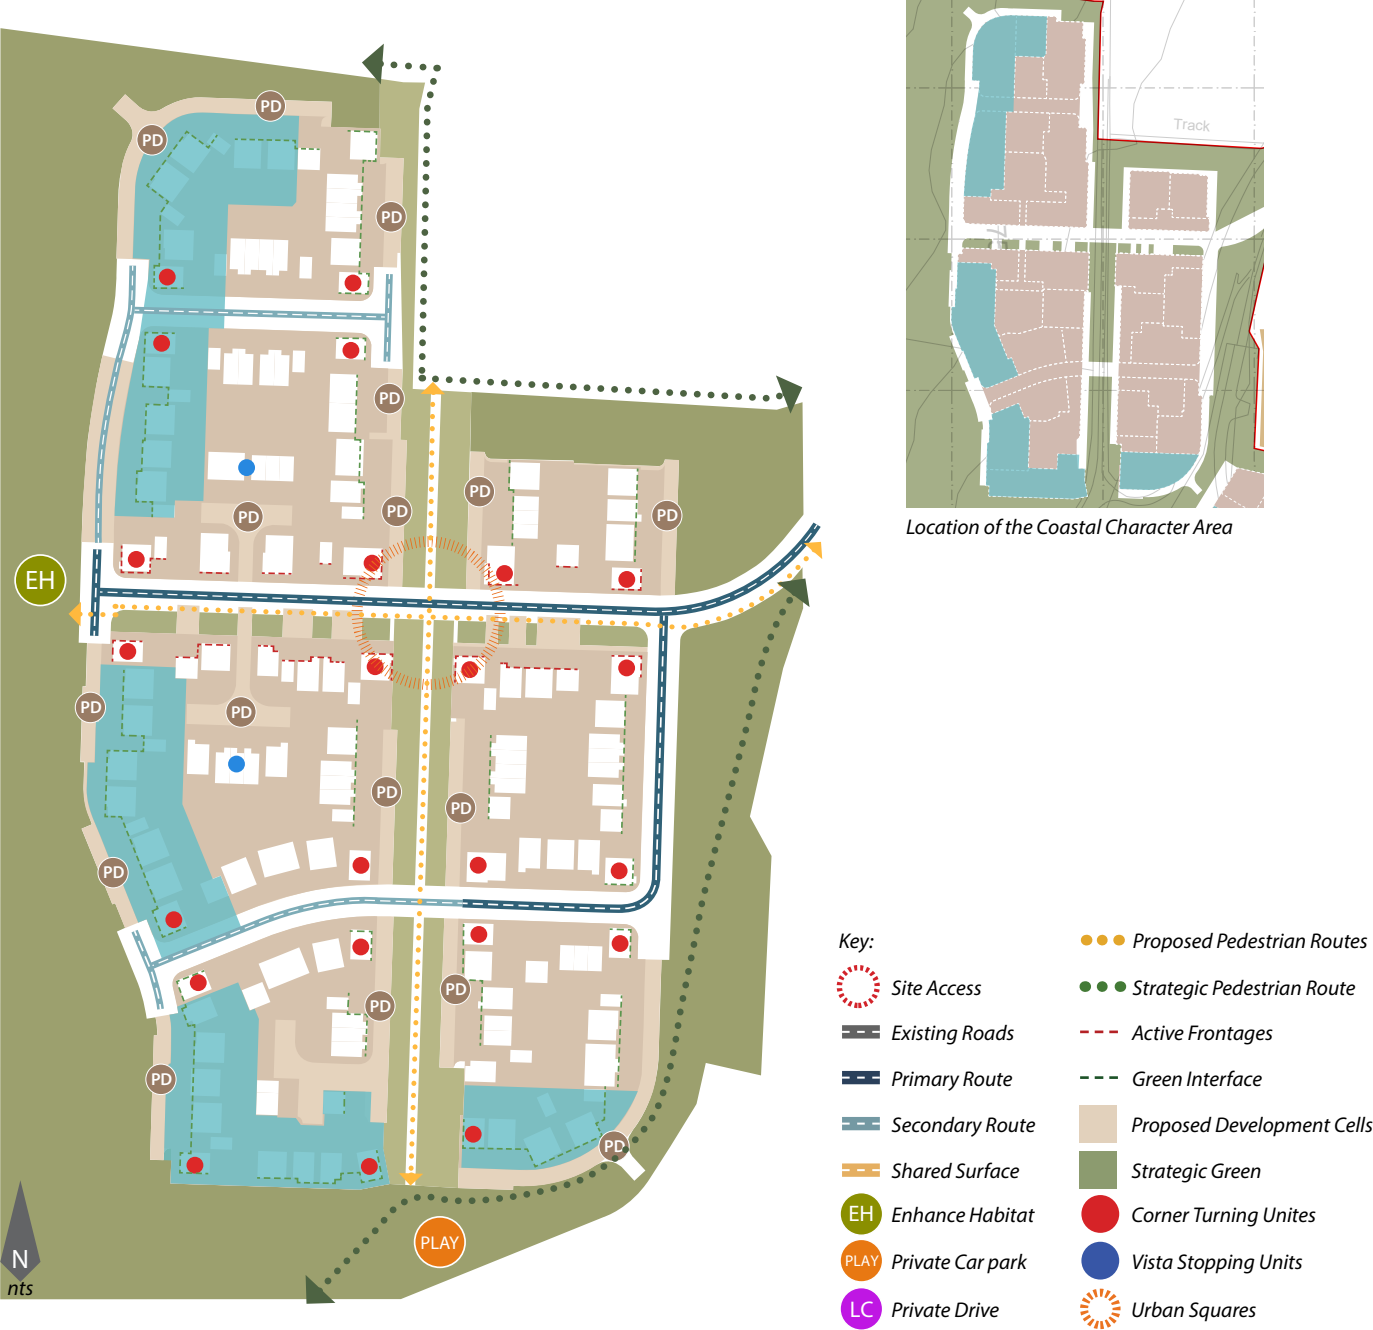 PD
PD
PD
PD
PD
PD
PD
PD
PD
EH
PD
PD
PD
PD
PD
PD
PD
PD
PD
PLAY
N
nts
Track
Location of the Coastal Character Area
Key:
Site Access
Existing Roads
Primary Route
Secondary Route
Shared Surface
EH Enhance Habitat
PLAY Private Car park
LC Private Drive
Proposed Pedestrian Routes
Strategic Pedestrian Route
Active Frontages
Green Interface
Proposed Development Cells
Strategic Green
Corner Turning Unites
Vista Stopping Units
Urban Squares